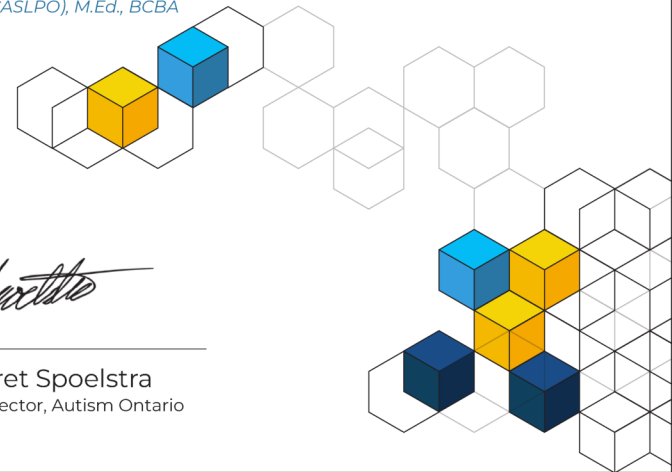 ASLPO), M.Ed., BCBA
ret Spoelstra
ector, Autism Ontario